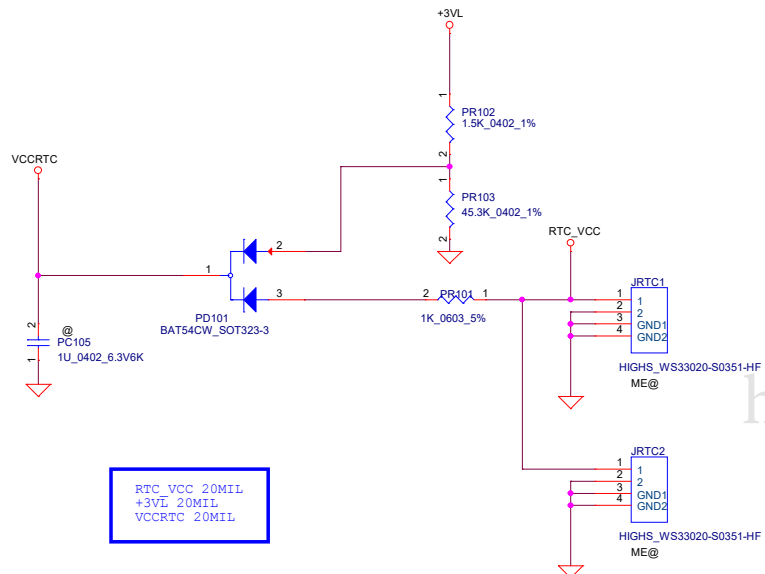 +3VL
1
PR102
1.5K_0402_1%
2
VCCRTC
1
PR103
45.3K_0402_1%
2
RTC_VCC
2
1
3
2 PR101 1
1K_0603_5%
PD101
BAT54CW_SOT323-3
2
@
PC105
1
1U_0402_6.3V6K
JRTC1
1 1
2 2
3 GND1
4 GND2
HIGHS_WS33020-S0351-HF
ME@
h
JRTC2
1 1
2 2
3 GND1
4 GND2
HIGHS_WS33020-S0351-HF
ME@
RTC_VCC 20MIL
+3VL 20MIL
VCCRTC 20MIL